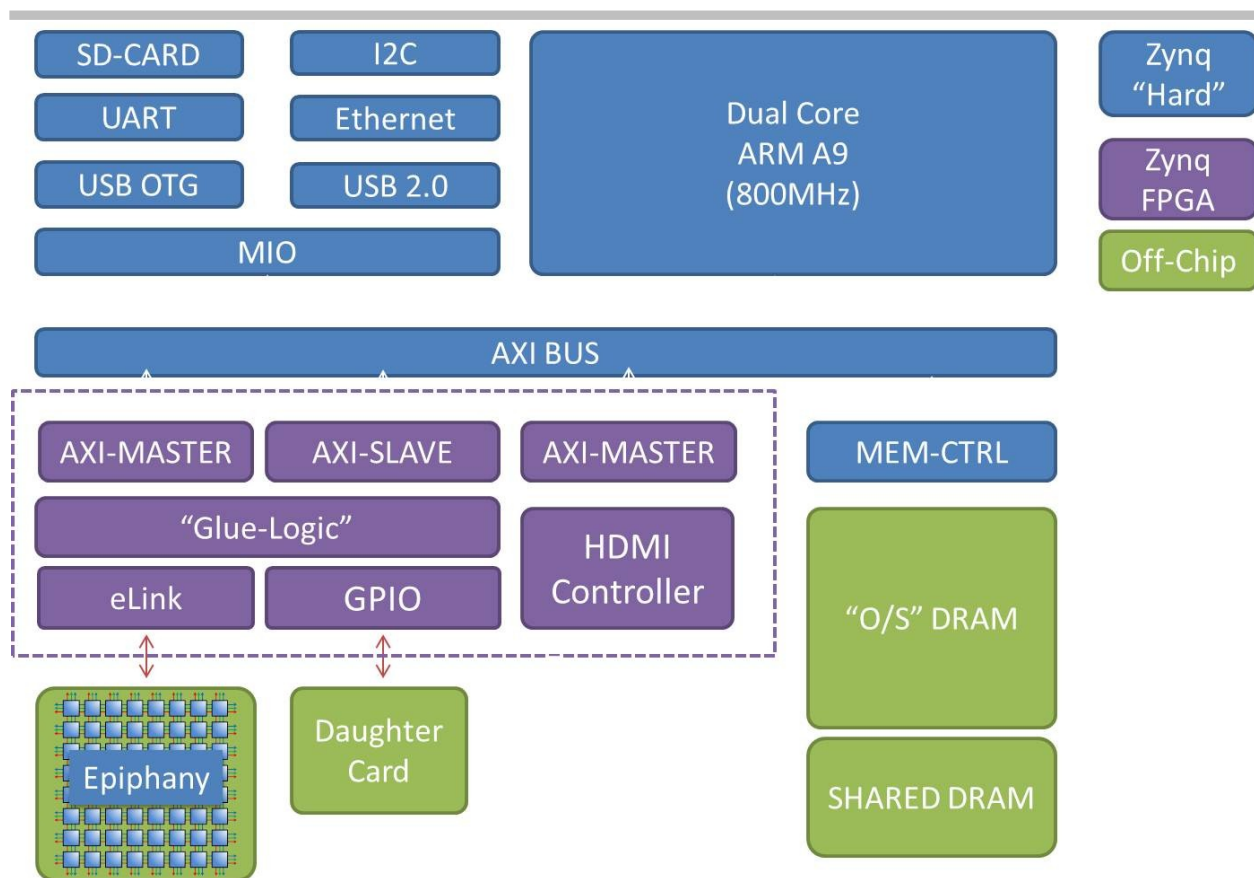 SD-CARD
I2C
UART
Ethernet
USB OTG
USB 2.0
MIO
Dual Core
ARM A9
(800MHz)
Zynq
“Hard”
Zynq
FPGA
Off-Chip
AXI BUS
AXI-MASTER
AXI-SLAVE
AXI-MASTER
MEM-CTRL
“Glue-Logic”
HDMI
Controller
eLink
GPIO
“O/S” DRAM
Epiphany
Daughter
Card
SHARED DRAM